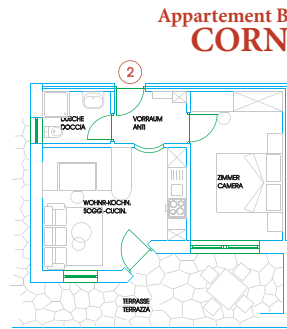 Appartement B
CORN
2
DUSCHE
DOCCIA
VORRAUM
ANTI
ZIMMER
CAMERA
WOHNR-KOCHN.
SOGG-CUCIN.
TERRASSE
TERRAZZA